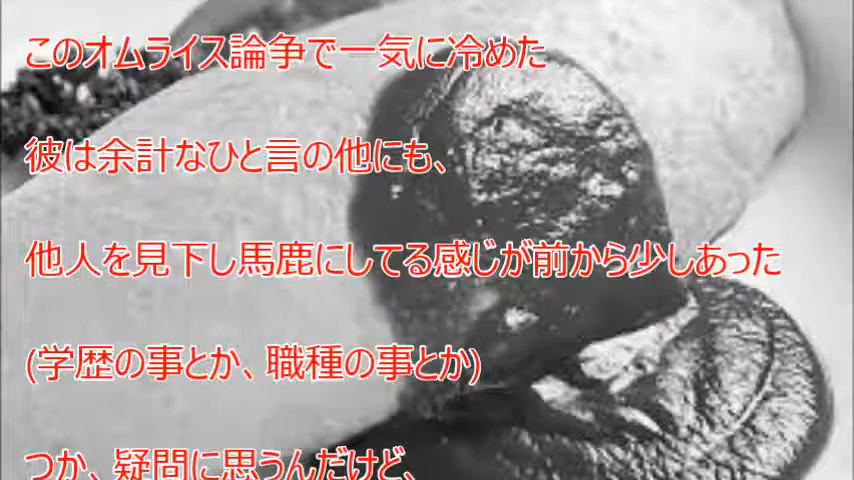 このオムライス論争で一気に冷めた
彼は余計なひと言の他にも、
他人を見下し馬鹿にしてる感じが前から少しあった
(学歴の事とか、職種の事とか)
つか、疑問に思うんだけど、